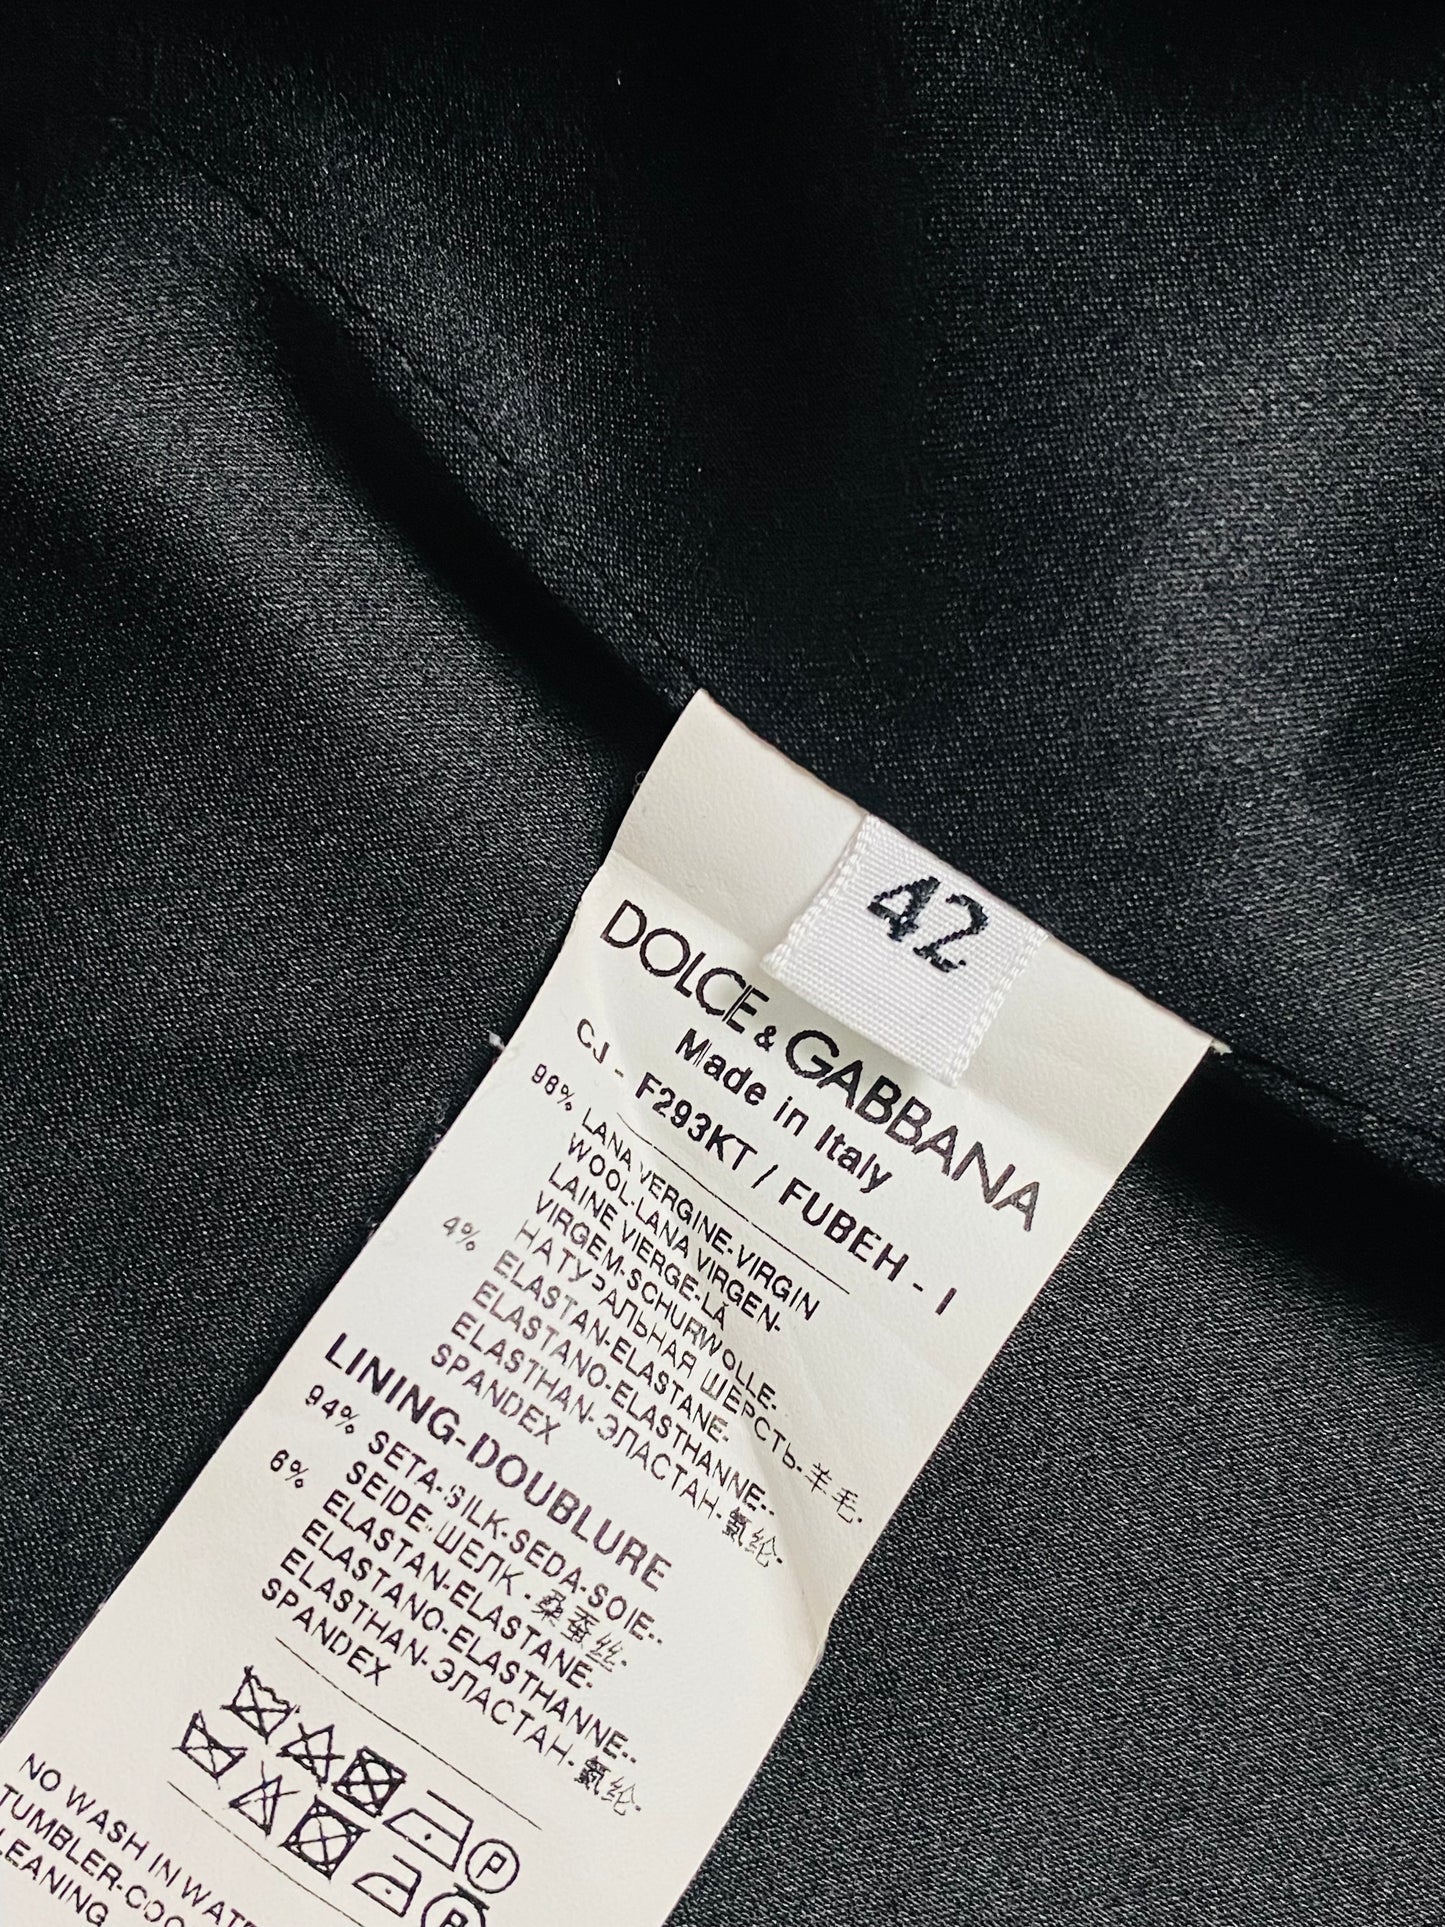 42
DOLCE & GABBANA
Made in Italy
CJ - F293KT / FUBEH - I
96% LANA VERGINE-VIRGIN
WOOL-LANA VIRGEN-
LAINE VIERGE-LÃ
VIRGEM-SCHURWOLLE-
НАТУРАЛЬНАЯ ШЕРСТЬ-羊毛-
4% ELASTAN-ELASTANE-
ELASTANO-ELASTHANNE--
ELASTHAN-ЭЛАСТАН-氨纶-
SPANDEX
LINING-DOUBLURE
94% SETA-SILK-SEDA-SOIE--
SEIDE-ШЕЛК-桑蚕丝-
6% ELASTAN-ELASTANE-
ELASTANO-ELASTHANNE--
ELASTHAN-ЭЛАСТАН-氨纶-
SPANDEX
P
P
NO WASH IN WATE
TUMBLER-COO
LEANING